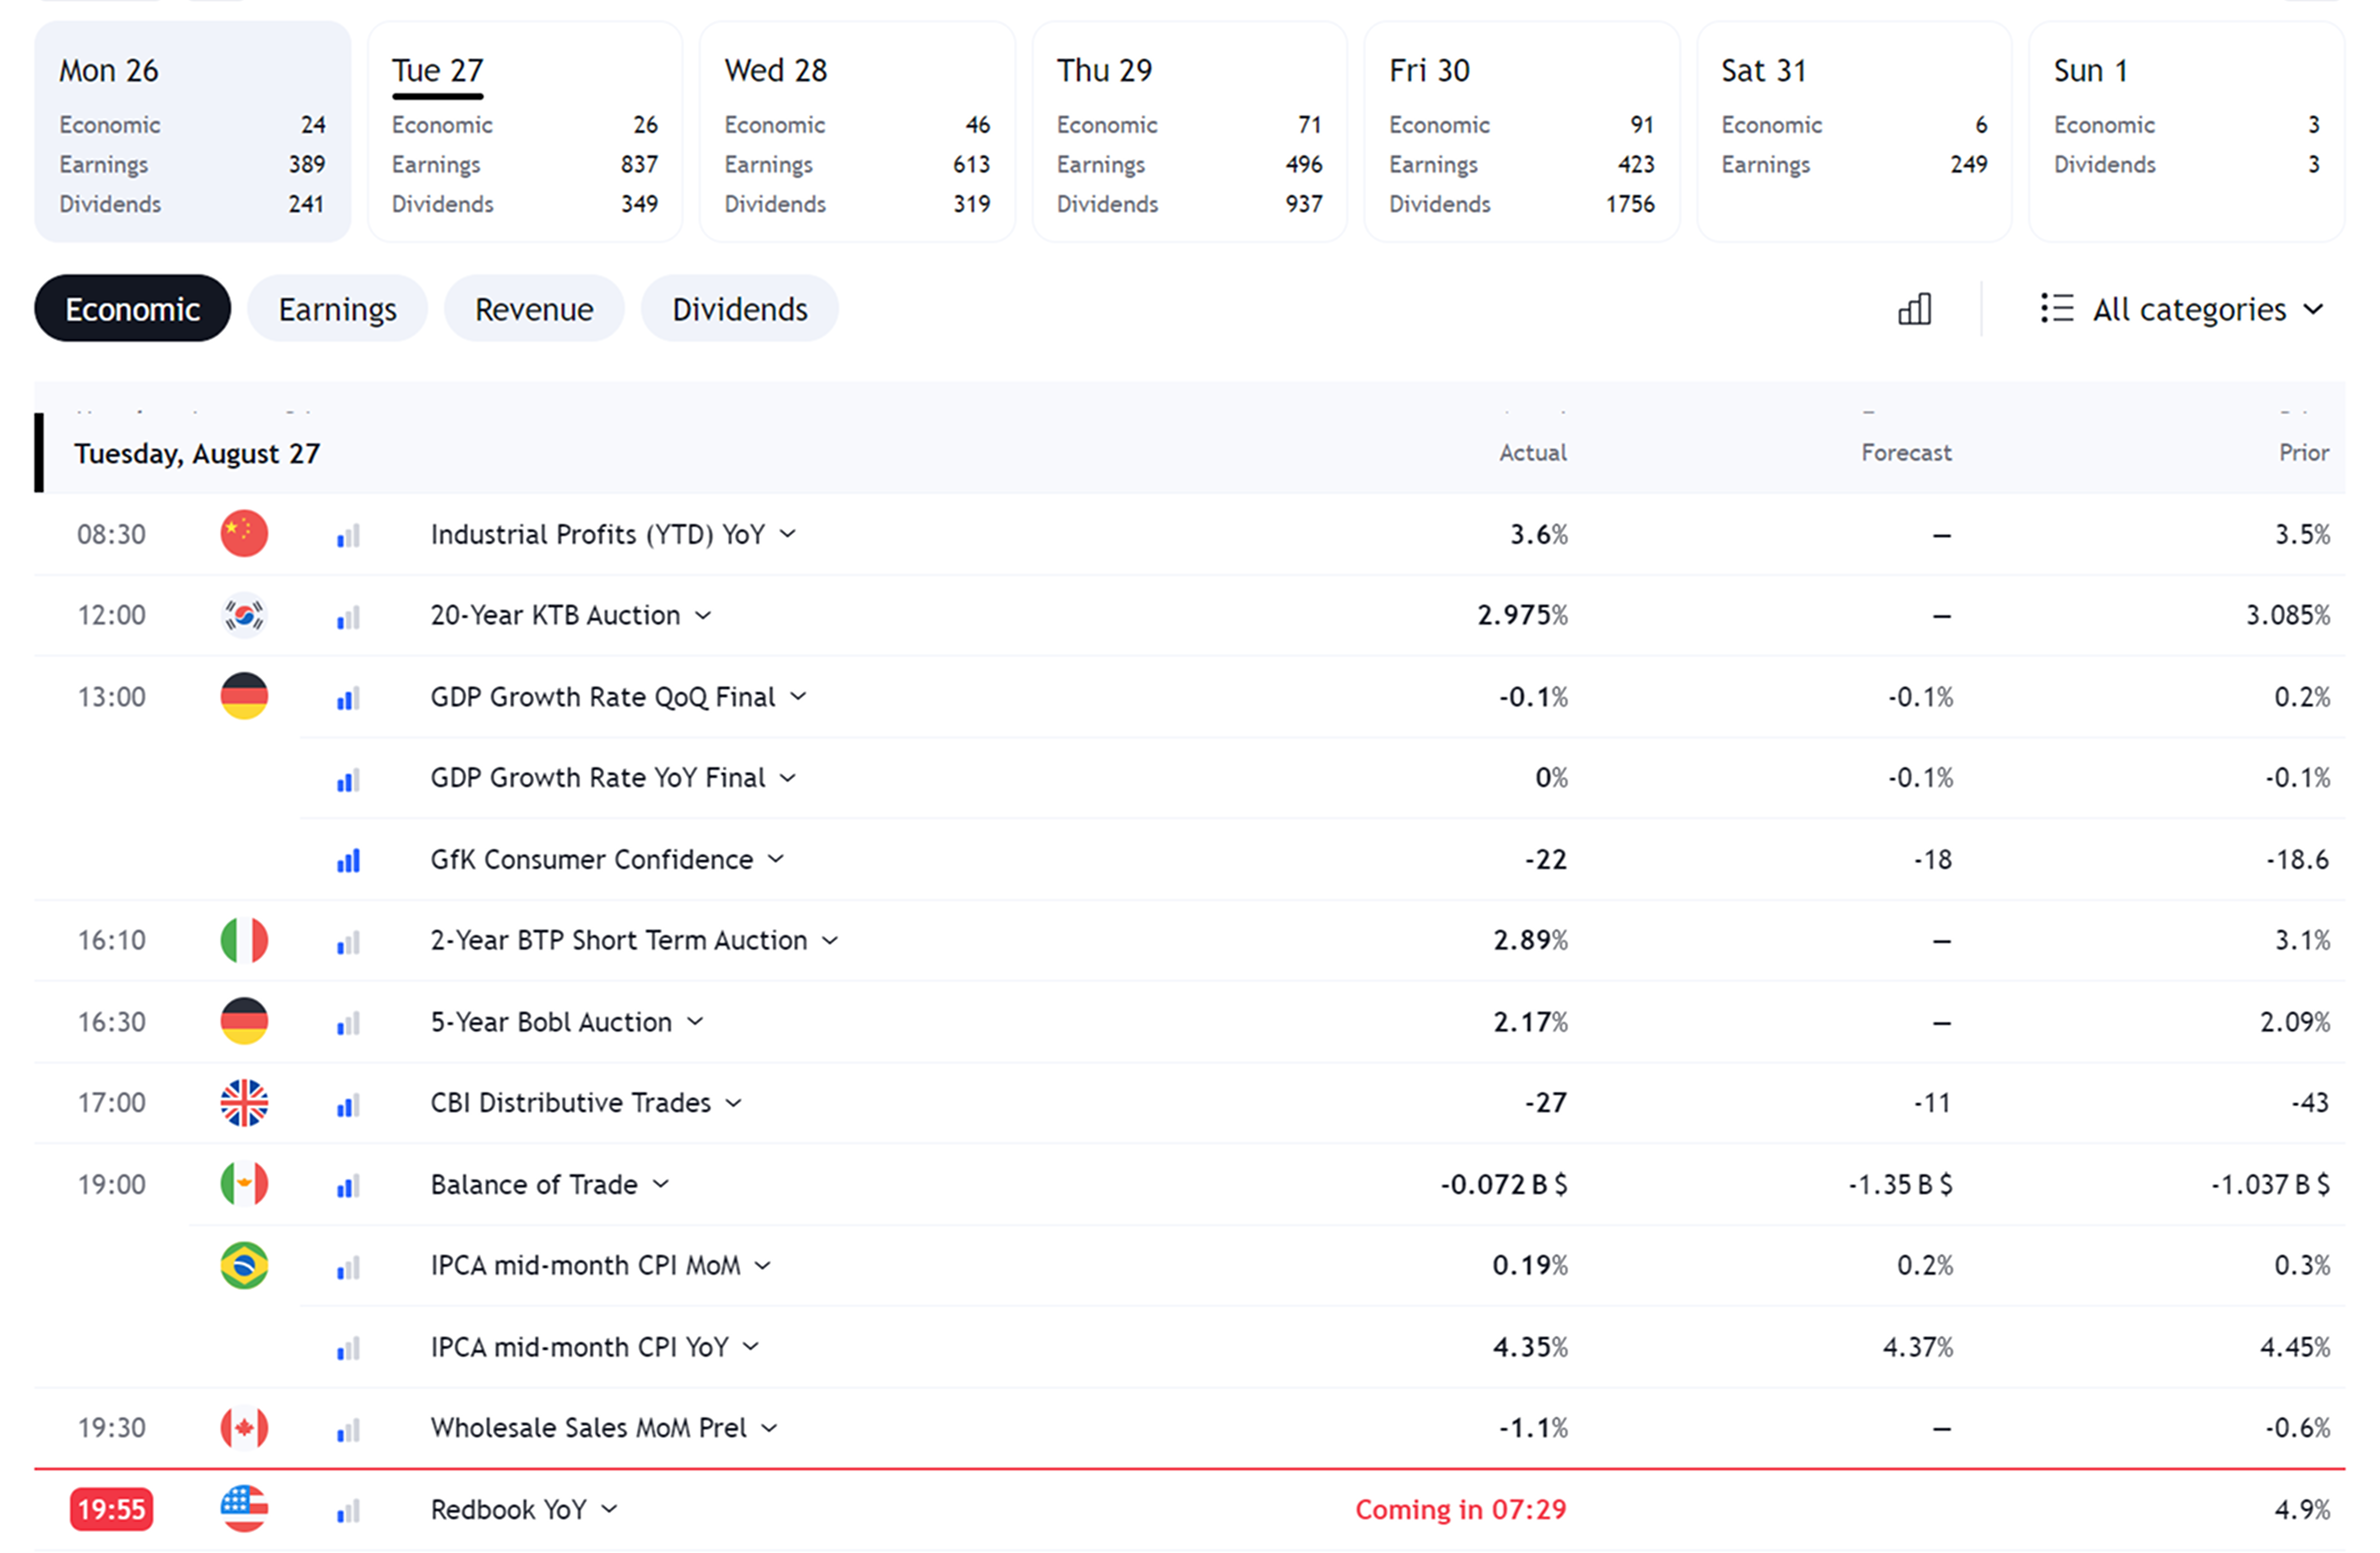 Mon 26
Economic 24
Earnings 389
Dividends 241
Tue 27
Economic 26
Earnings 837
Dividends 349
Wed 28
Economic 46
Earnings 613
Dividends 319
Thu 29
Economic 71
Earnings 496
Dividends 937
Fri 30
Economic 91
Earnings 423
Dividends 1756
Sat 31
Economic 6
Earnings 249
Sun 1
Economic 3
Dividends 3
Economic Earnings Revenue Dividends All categories
Tuesday, August 27 Actual Forecast Prior
08:30 Industrial Profits (YTD) YoY 3.6% — 3.5%
12:00 20-Year KTB Auction 2.975% — 3.085%
13:00 GDP Growth Rate QoQ Final -0.1% -0.1% 0.2%
GDP Growth Rate YoY Final 0% -0.1% -0.1%
GfK Consumer Confidence -22 -18 -18.6
16:10 2-Year BTP Short Term Auction 2.89% — 3.1%
16:30 5-Year Bobl Auction 2.17% — 2.09%
17:00 CBI Distributive Trades -27 -11 -43
19:00 Balance of Trade -0.072 B $ -1.35 B $ -1.037 B $
IPCA mid-month CPI MoM 0.19% 0.2% 0.3%
IPCA mid-month CPI YoY 4.35% 4.37% 4.45%
19:30 Wholesale Sales MoM Prel -1.1% — -0.6%
19:55 Redbook YoY Coming in 07:29 4.9%